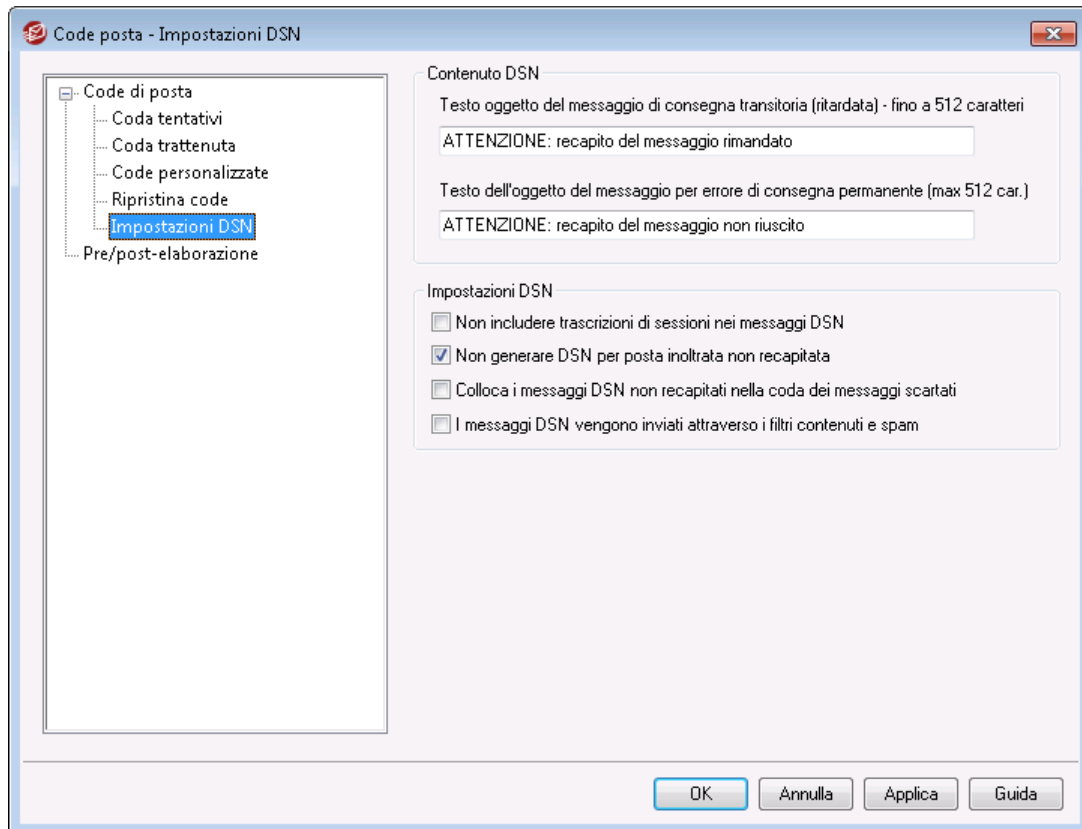 Code posta - Impostazioni DSN
Code di posta
Coda tentativi
Coda trattenuta
Code personalizzate
Ripristina code
Impostazioni DSN
Pre/post-elaborazione
Contenuto DSN
Testo oggetto del messaggio di consegna transitoria (ritardata) - fino a 512 caratteri
ATTENZIONE: recapito del messaggio rimandato
Testo dell'oggetto del messaggio per errore di consegna permanente (max 512 car.)
ATTENZIONE: recapito del messaggio non riuscito
Impostazioni DSN
Non includere trascrizioni di sessioni nei messaggi DSN
Non generare DSN per posta inoltrata non recapitata
Colloca i messaggi DSN non recapitati nella coda dei messaggi scartati
I messaggi DSN vengono inviati attraverso i filtri contenuti e spam
OK Annulla Applica Guida